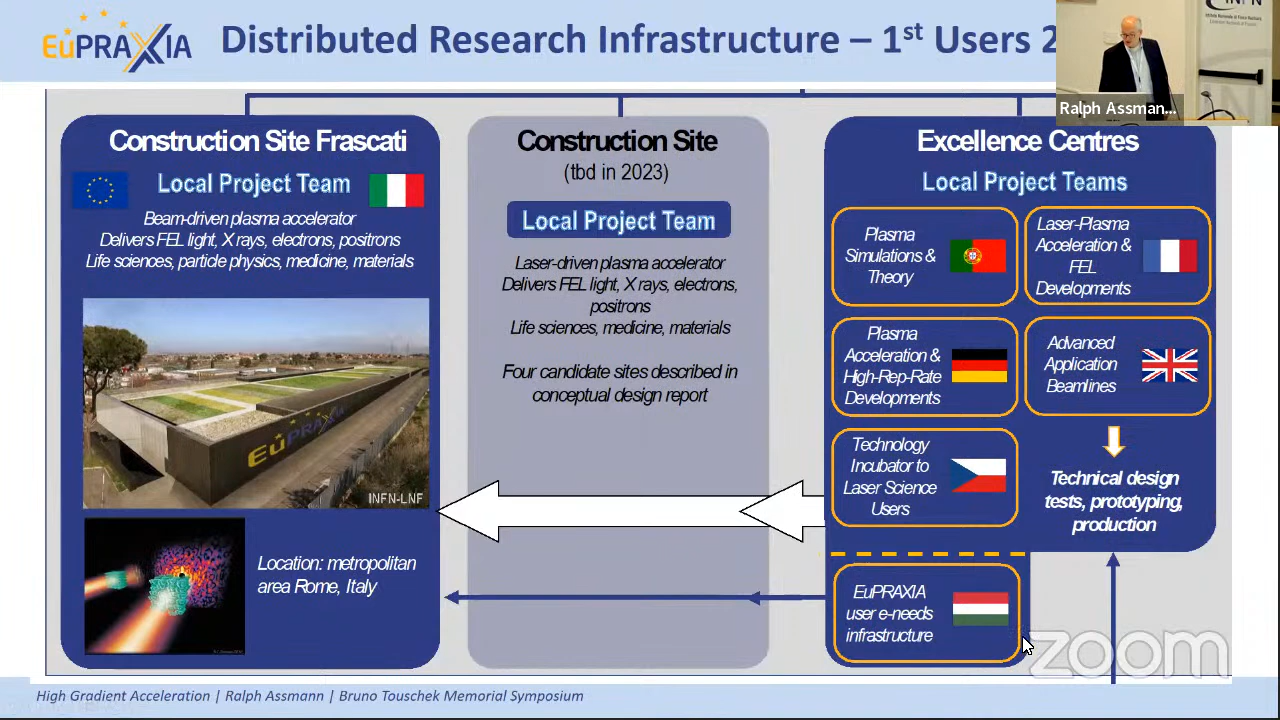 EuPRAXIA
Distributed Research Infrastructure – 1st Users 2
INFN
Ralph Assman...
Construction Site Frascati
Local Project Team
Beam-driven plasma accelerator
Delivers FEL light, X rays, electrons, positrons
Life sciences, particle physics, medicine, materials
EuPRAXIA
INFN-LNF
Location: metropolitan
area Rome, Italy
Construction Site
(tbd in 2023)
Local Project Team
Laser-driven plasma accelerator
Delivers FEL light, X rays, electrons,
positrons
Life sciences, medicine, materials
Four candidate sites described in
conceptual design report
Excellence Centres
Local Project Teams
Plasma
Simulations &
Theory
Laser-Plasma
Acceleration &
FEL
Developments
Plasma
Acceleration &
High-Rep-Rate
Developments
Advanced
Application
Beamlines
Technology
Incubator to
Laser Science
Users
Technical design
tests, prototyping,
production
EuPRAXIA
user e-needs
infrastructure
zoom
High Gradient Acceleration | Ralph Assmann | Bruno Touschek Memorial Symposium